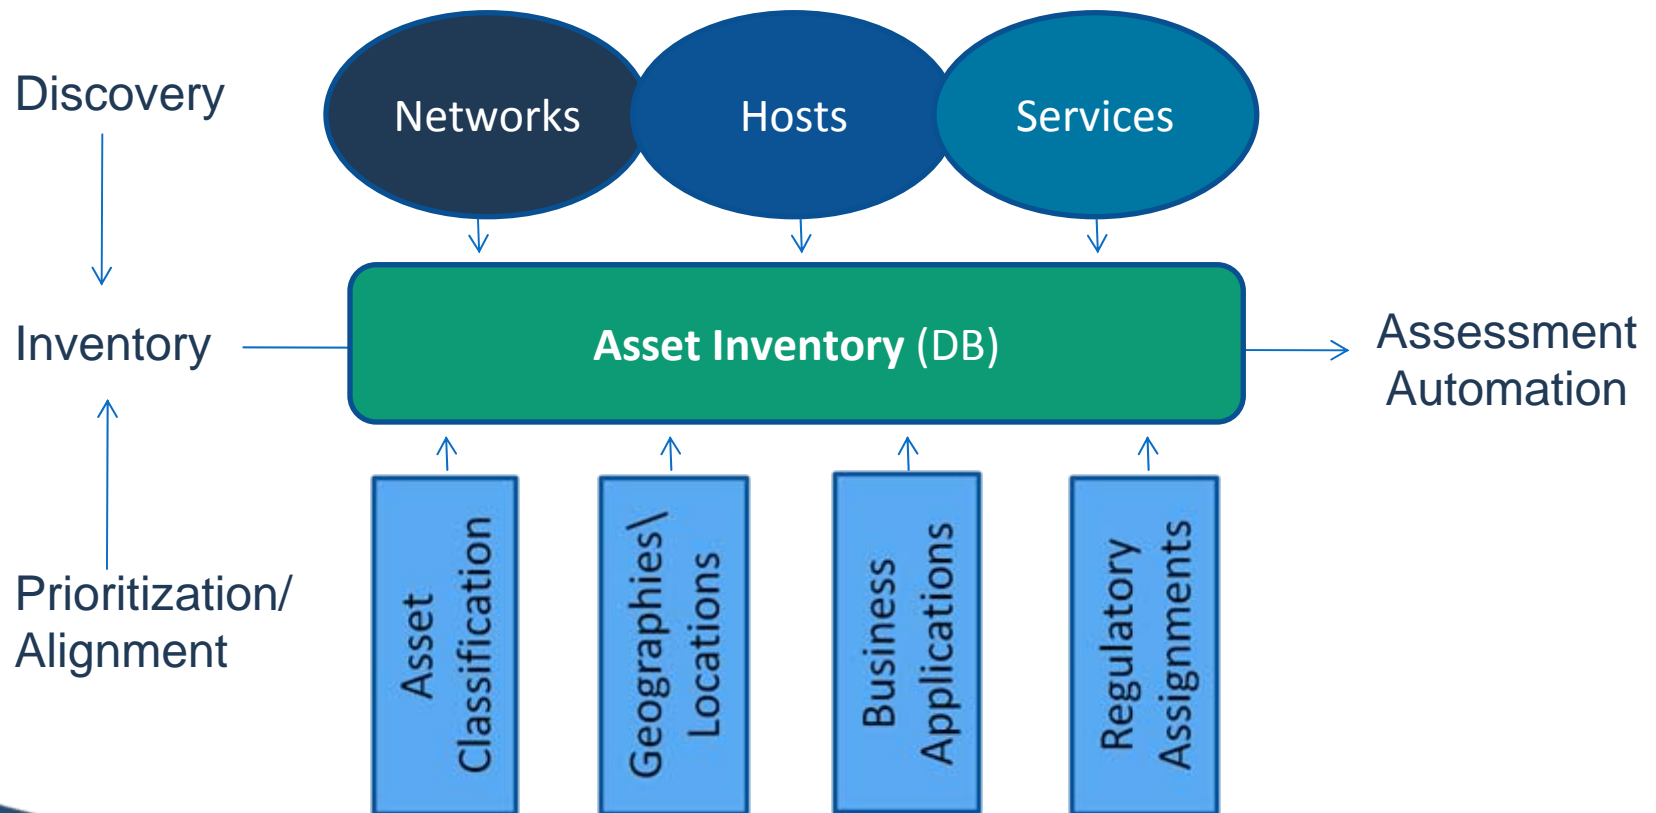 Discovery
Networks
Hosts
Services
Inventory
Asset Inventory (DB)
Assessment
Automation
Prioritization/
Alignment
Asset
Classification
Geographies\
Locations
Business
Applications
Regulatory
Assignments